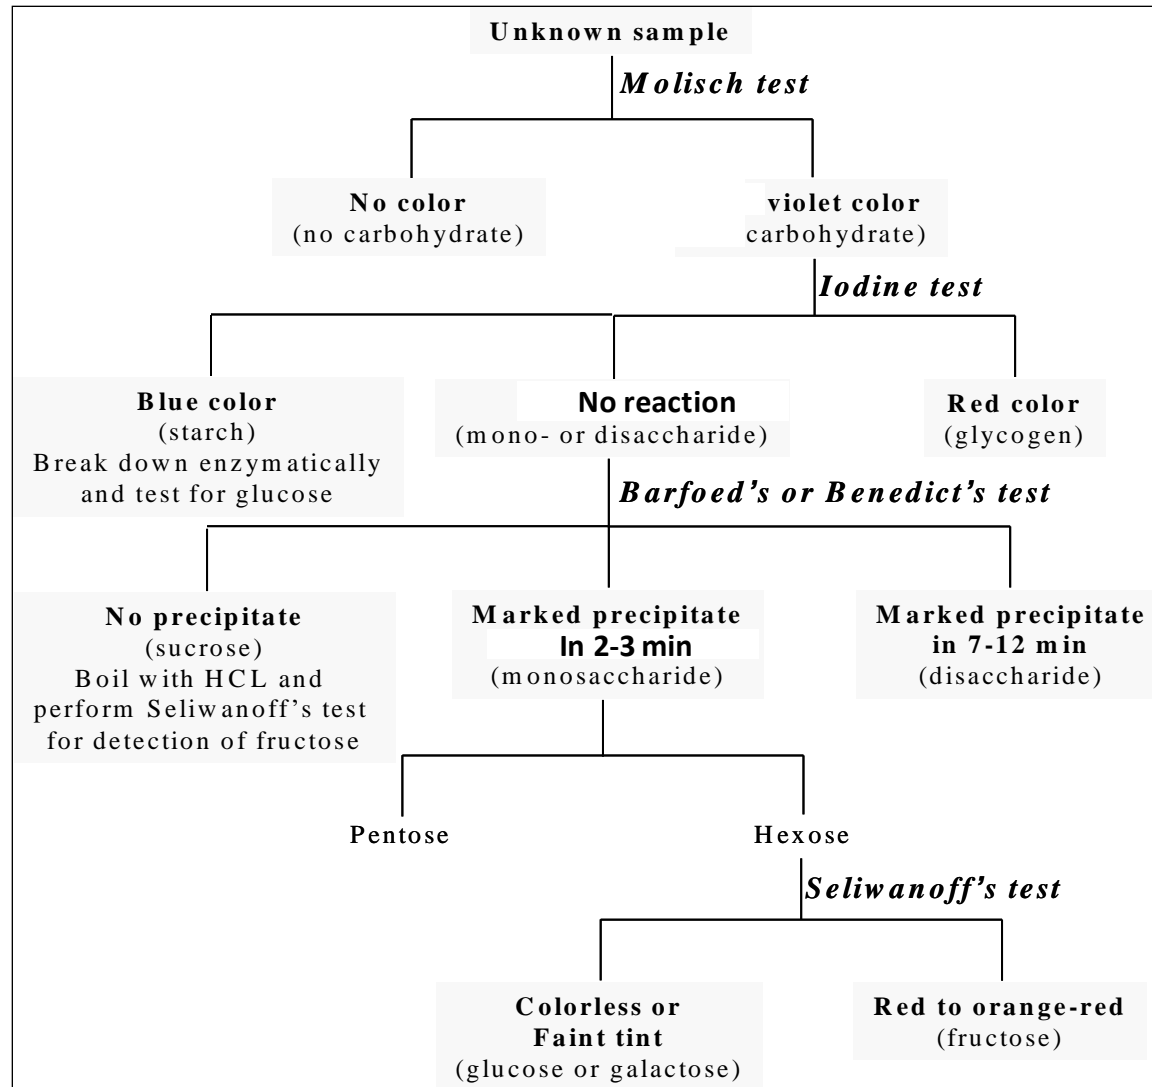 Unknown sample
Molisch test
No color
(no carbohydrate)
violet color
carbohydrate)
Iodine test
Blue color
(starch)
Break down enzymatically
and test for glucose
No reaction
(mono- or disaccharide)
Red color
(glycogen)
Barfoed's or Benedict's test
No precipitate
(sucrose)
Boil with HCL and
perform Seliwanoff's test
for detection of fructose
Marked precipitate
In 2-3 min
(monosaccharide)
Marked precipitate
in 7-12 min
(disaccharide)
Pentose
Hexose
Seliwanoff's test
Colorless or
Faint tint
(glucose or galactose)
Red to orange-red
(fructose)